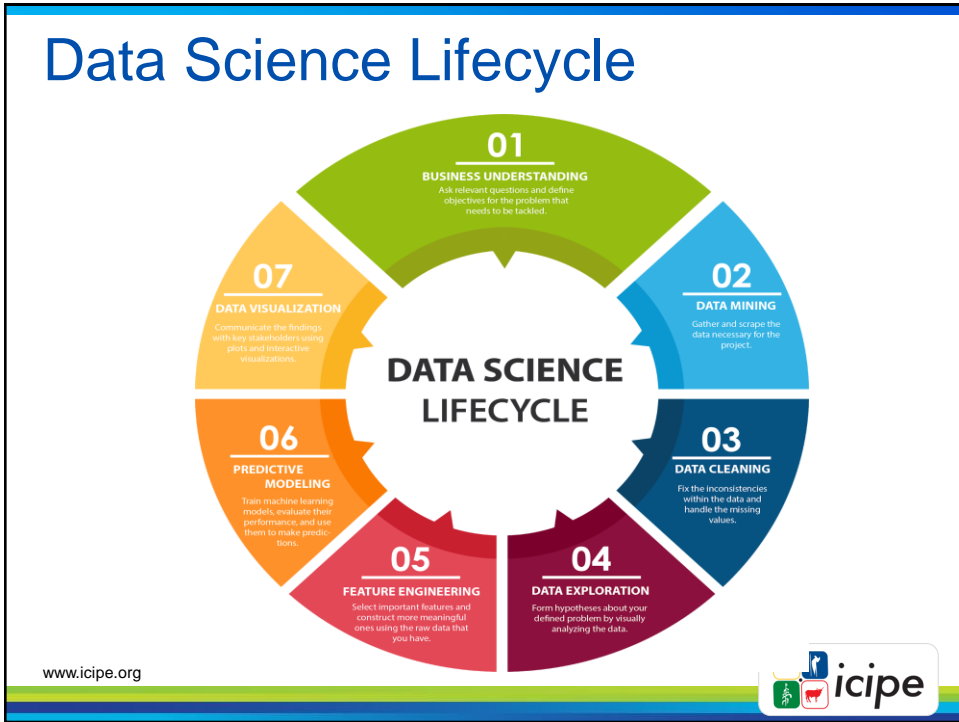 Data Science Lifecycle
01
BUSINESS UNDERSTANDING
Ask relevant questions and define
objectives for the problem that
needs to be tackled.
02
DATA MINING
Gather and scrape the
data necessary for the
project.
03
DATA CLEANING
Fix the inconsistencies
within the data and
handle the missing
values.
04
DATA EXPLORATION
Form hypotheses about your
defined problem by visually
analyzing the data.
05
FEATURE ENGINEERING
Select important features and
construct more meaningful
ones using the raw data that
you have.
06
PREDICTIVE
MODELING
Train machine learning
models, evaluate their
performance, and use
them to make predic-
tions.
07
DATA VISUALIZATION
Communicate the findings
with key stakeholders using
plots and interactive
visualizations.
DATA SCIENCE
LIFECYCLE
www.icipe.org
icipe